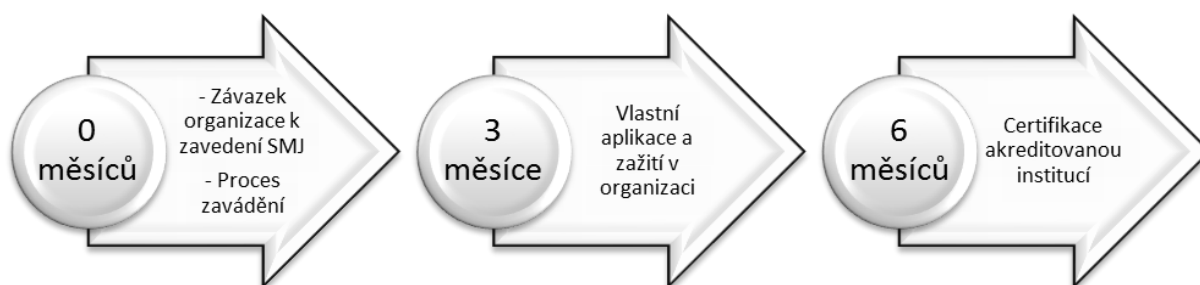 0
měsíců
- Závazek
organizace k
zavedení SMJ
- Proces
zavádění
3
měsíce
Vlastní
aplikace a
zažití v
organizaci
6
měsíců
Certifikace
akreditovanou
institucí